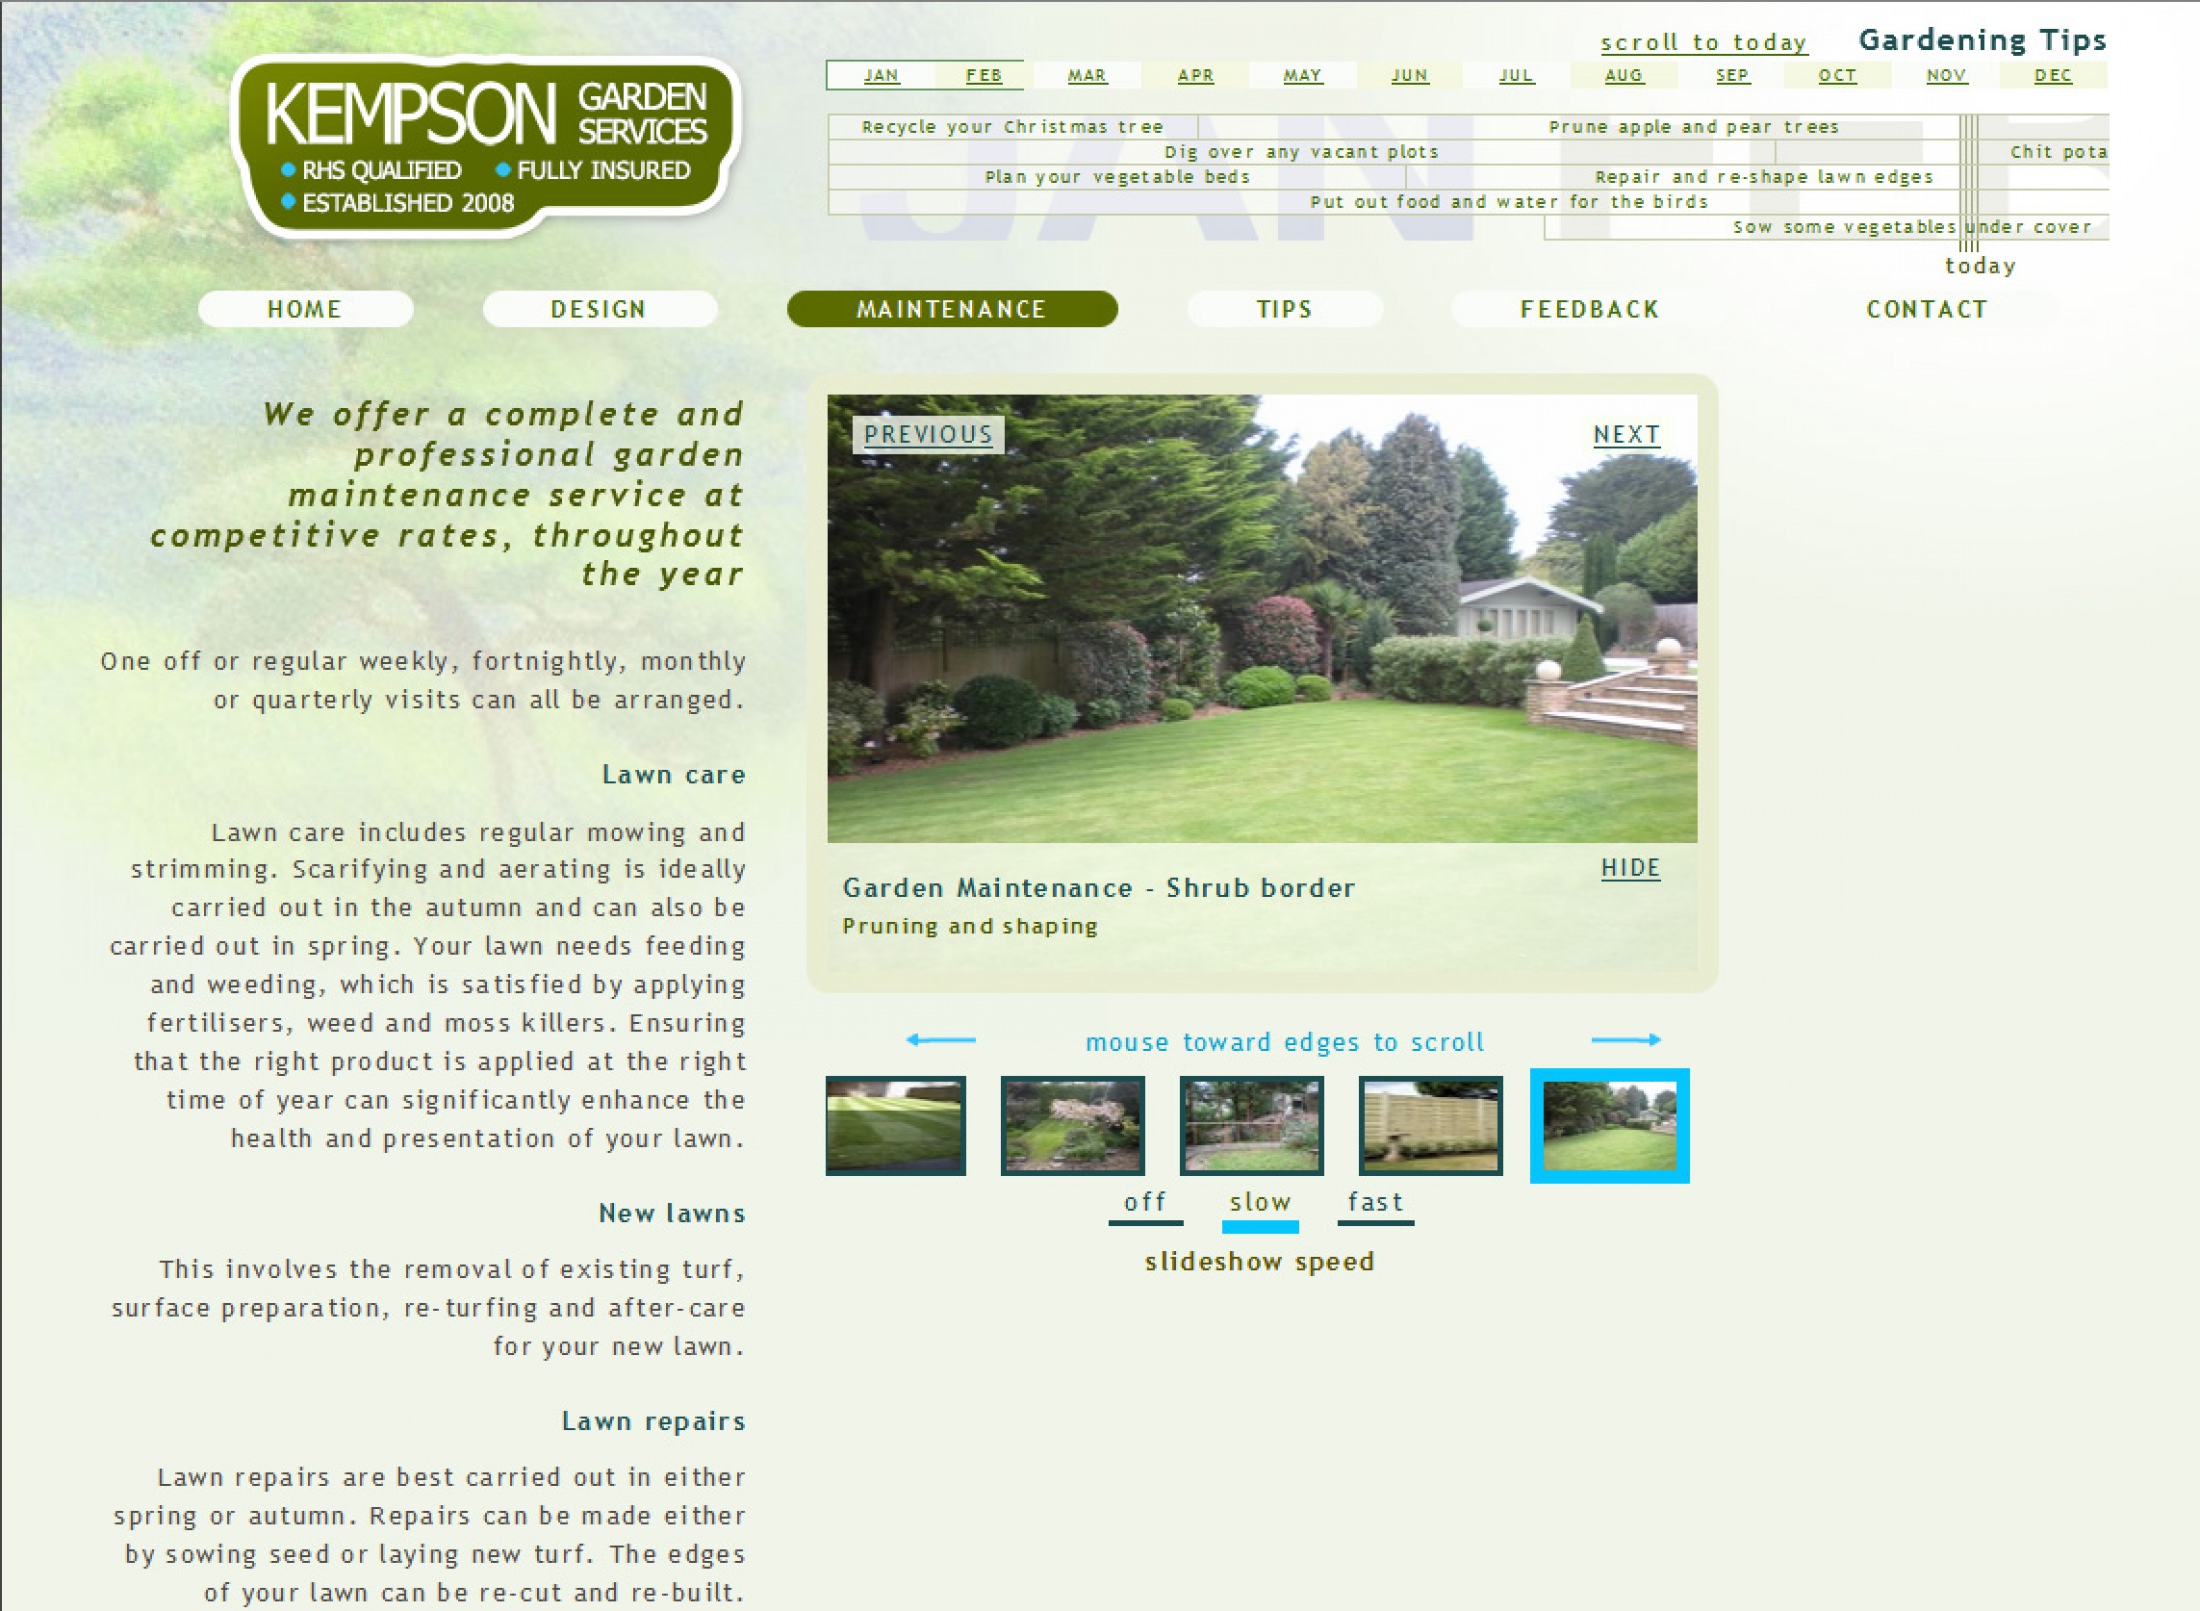 scroll to today Gardening Tips
KEMPSON GARDEN SERVICES
RHS QUALIFIED FULLY INSURED
ESTABLISHED 2008
JAN FEB MAR APR MAY JUN JUL AUG SEP OCT NOV DEC
JAN FEB
Recycle your Christmas tree Prune apple and pear trees
Dig over any vacant plots Chit pota
Plan your vegetable beds Repair and re-shape lawn edges
Put out food and water for the birds
Sow some vegetables under cover
today
HOME DESIGN MAINTENANCE TIPS FEEDBACK CONTACT
We offer a complete and
professional garden
maintenance service at
competitive rates, throughout
the year
One off or regular weekly, fortnightly, monthly
or quarterly visits can all be arranged.
Lawn care
Lawn care includes regular mowing and
strimming. Scarifying and aerating is ideally
carried out in the autumn and can also be
carried out in spring. Your lawn needs feeding
and weeding, which is satisfied by applying
fertilisers, weed and moss killers. Ensuring
that the right product is applied at the right
time of year can significantly enhance the
health and presentation of your lawn.
New lawns
This involves the removal of existing turf,
surface preparation, re-turfing and after-care
for your new lawn.
Lawn repairs
Lawn repairs are best carried out in either
spring or autumn. Repairs can be made either
by sowing seed or laying new turf. The edges
of your lawn can be re-cut and re-built.
PREVIOUS NEXT
HIDE
Garden Maintenance - Shrub border
Pruning and shaping
mouse toward edges to scroll
off slow fast
slideshow speed